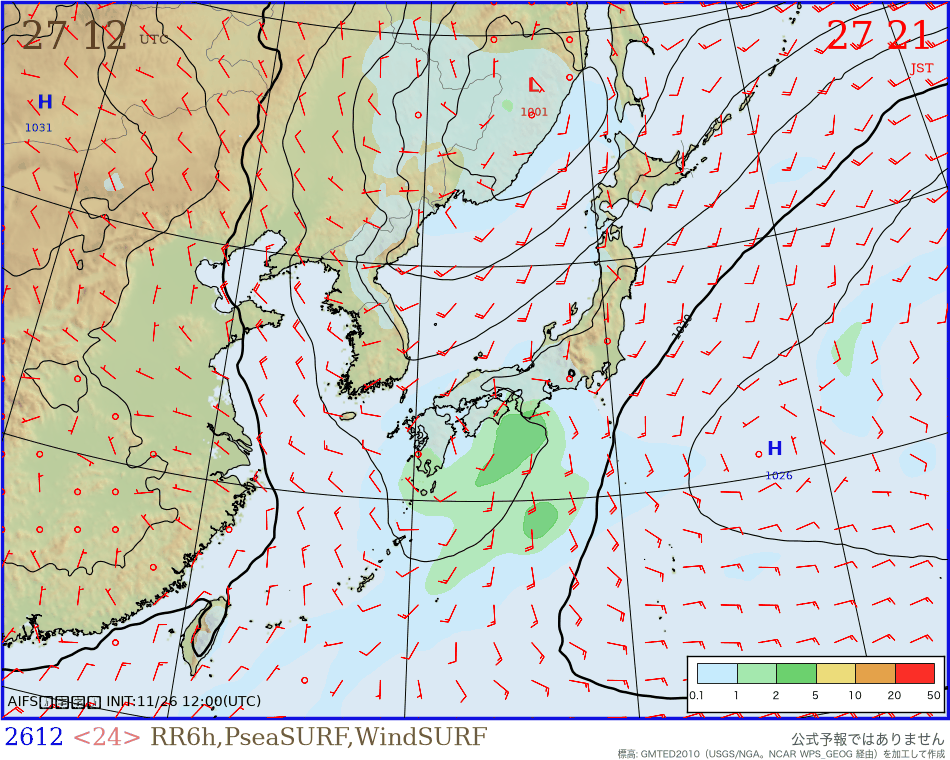 27 12 UTC
27 21
JST
H
1031
L
1001
0
1020
H
1026
0.1 1 2 5 10 20 50
AIFS INIT:11/26 12:00(UTC)
2612 <24> RR6h,PseaSURF,WindSURF
公式予報ではありません
標高: GMTED2010（USGS/NGA。NCAR WPS_GEOG 経由）を加工して作成